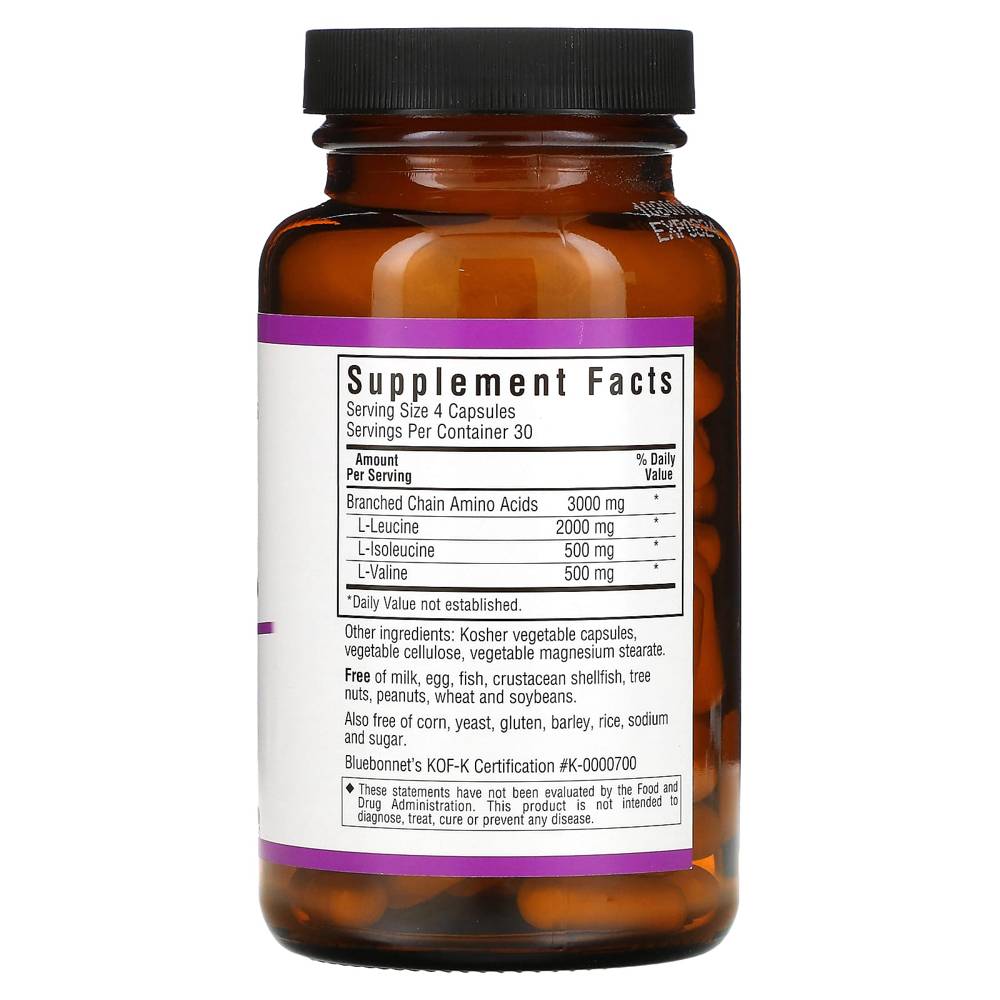 EXP0824
Supplement Facts
Serving Size 4 Capsules
Servings Per Container 30
Amount Per Serving % Daily Value
Branched Chain Amino Acids 3000 mg *
L-Leucine 2000 mg *
L-Isoleucine 500 mg *
L-Valine 500 mg *
*Daily Value not established.
Other ingredients: Kosher vegetable capsules,
vegetable cellulose, vegetable magnesium stearate.
Free of milk, egg, fish, crustacean shellfish, tree
nuts, peanuts, wheat and soybeans.
Also free of corn, yeast, gluten, barley, rice, sodium
and sugar.
Bluebonnet's KOF-K Certification #K-0000700
◆ These statements have not been evaluated by the Food and
Drug Administration. This product is not intended to
diagnose, treat, cure or prevent any disease.